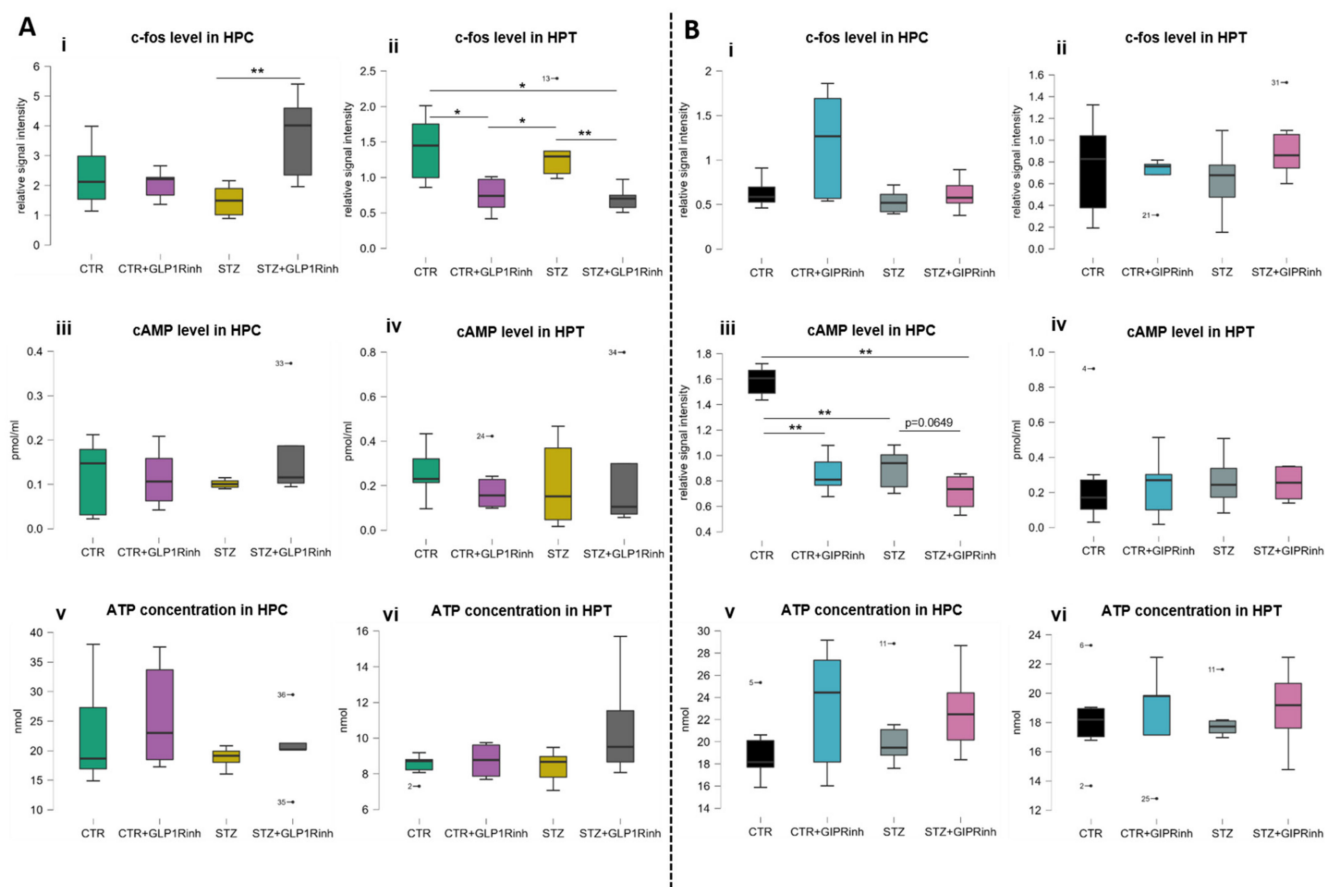 A
B
i
c-fos level in HPC
relative signal intensity
6
5
4
3
2
1
0
**
CTR
CTR+GLP1Rinh
STZ
STZ+GLP1Rinh
ii
c-fos level in HPT
relative signal intensity
2.5
2.0
1.5
1.0
0.5
0.0
13
*
*
*
**
CTR
CTR+GLP1Rinh
STZ
STZ+GLP1Rinh
i
c-fos level in HPC
relative signal intensity
2
1.5
1
0.5
0
CTR
CTR+GIPRinh
STZ
STZ+GIPRinh
ii
c-fos level in HPT
relative signal intensity
1.6
1.4
1.2
1.0
0.8
0.6
0.4
0.2
0.0
21
31
CTR
CTR+GIPRinh
STZ
STZ+GIPRinh
iii
cAMP level in HPC
pmol/ml
0.4
0.3
0.2
0.1
0.0
33
CTR
CTR+GLP1Rinh
STZ
STZ+GLP1Rinh
iv
cAMP level in HPT
pmol/ml
0.8
0.6
0.4
0.2
0.0
24
34
CTR
CTR+GLP1Rinh
STZ
STZ+GLP1Rinh
iii
cAMP level in HPC
relative signal intensity
1.8
1.6
1.4
1.2
1.0
0.8
0.6
0.4
**
**
**
p=0.0649
CTR
CTR+GIPRinh
STZ
STZ+GIPRinh
iv
cAMP level in HPT
pmol/ml
1.0
0.8
0.6
0.4
0.2
0.0
4
CTR
CTR+GIPRinh
STZ
STZ+GIPRinh
v
ATP concentration in HPC
nmol
40
35
30
25
20
15
10
36
35
CTR
CTR+GLP1Rinh
STZ
STZ+GLP1Rinh
vi
ATP concentration in HPT
nmol
16
14
12
10
8
6
2
CTR
CTR+GLP1Rinh
STZ
STZ+GLP1Rinh
v
ATP concentration in HPC
nmol
30
28
26
24
22
20
18
16
14
5
11
CTR
CTR+GIPRinh
STZ
STZ+GIPRinh
vi
ATP concentration in HPT
nmol
24
22
20
18
16
14
12
6
2
25
11
CTR
CTR+GIPRinh
STZ
STZ+GIPRinh